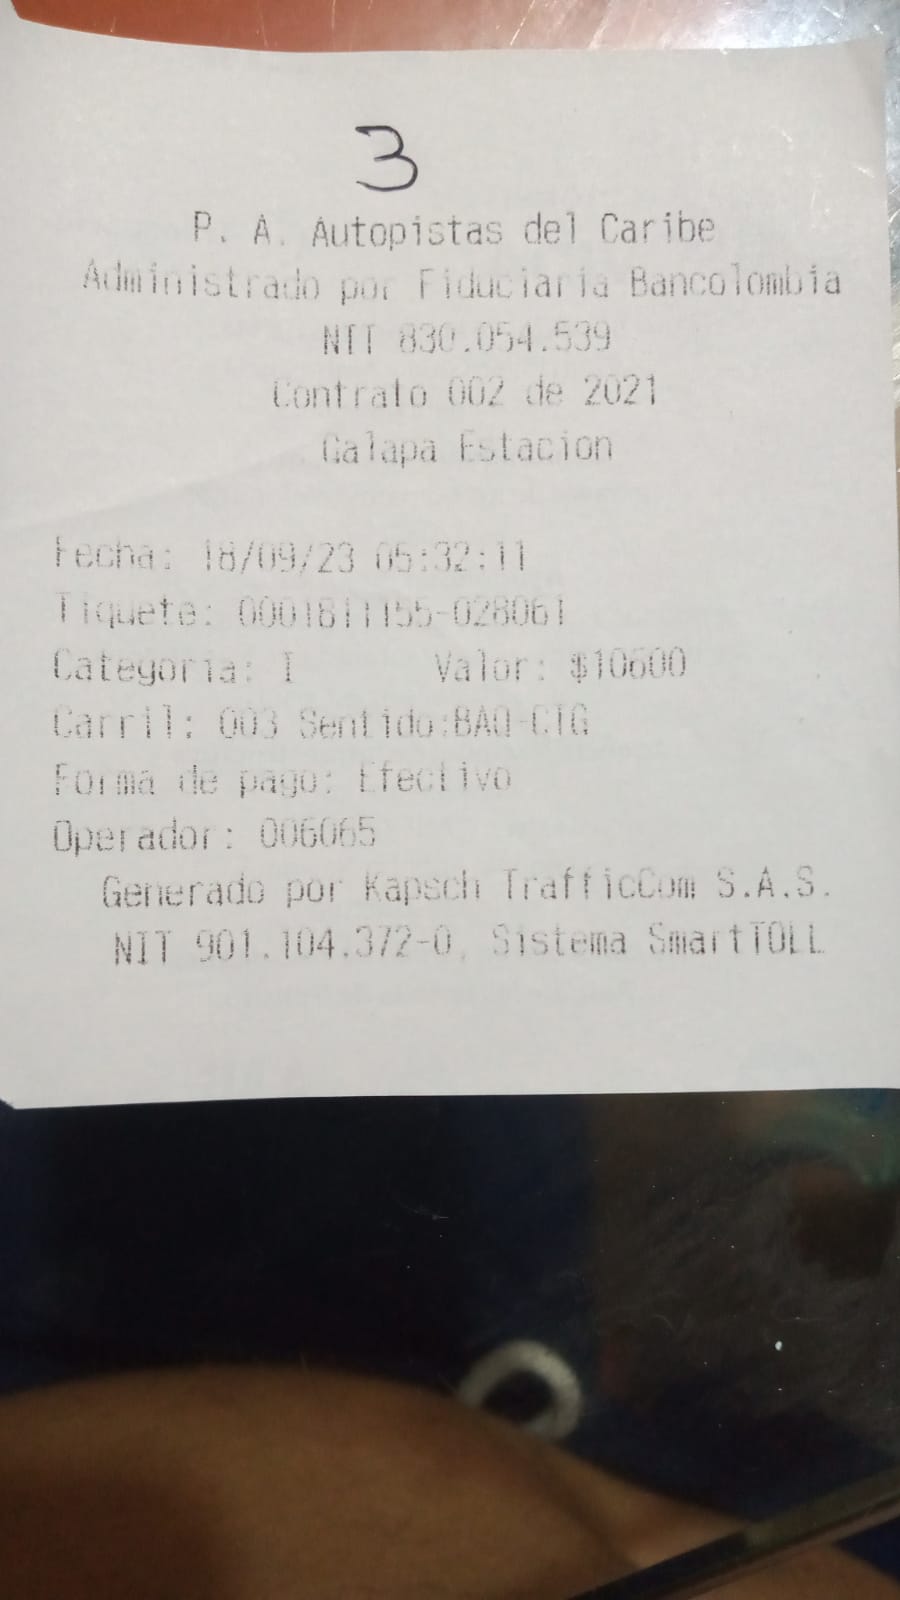 3
P. A. Autopistas del Caribe
Administrado por Fiduciaria Bancolombia
NIT 830.054.539
Contrato 002 de 2021
Galapa Estacion
Fecha: 18/09/23 05:32:11
Tiquete: 0001811155-028061
Categoria: I Valor: $10600
Carril: 003 Sentido:BAQ-CTG
Forma de pago: Efectivo
Operador: 006065
Generado por Kapsch TrafficCom S.A.S.
NIT 901.104.372-0, Sistema SmartTOLL